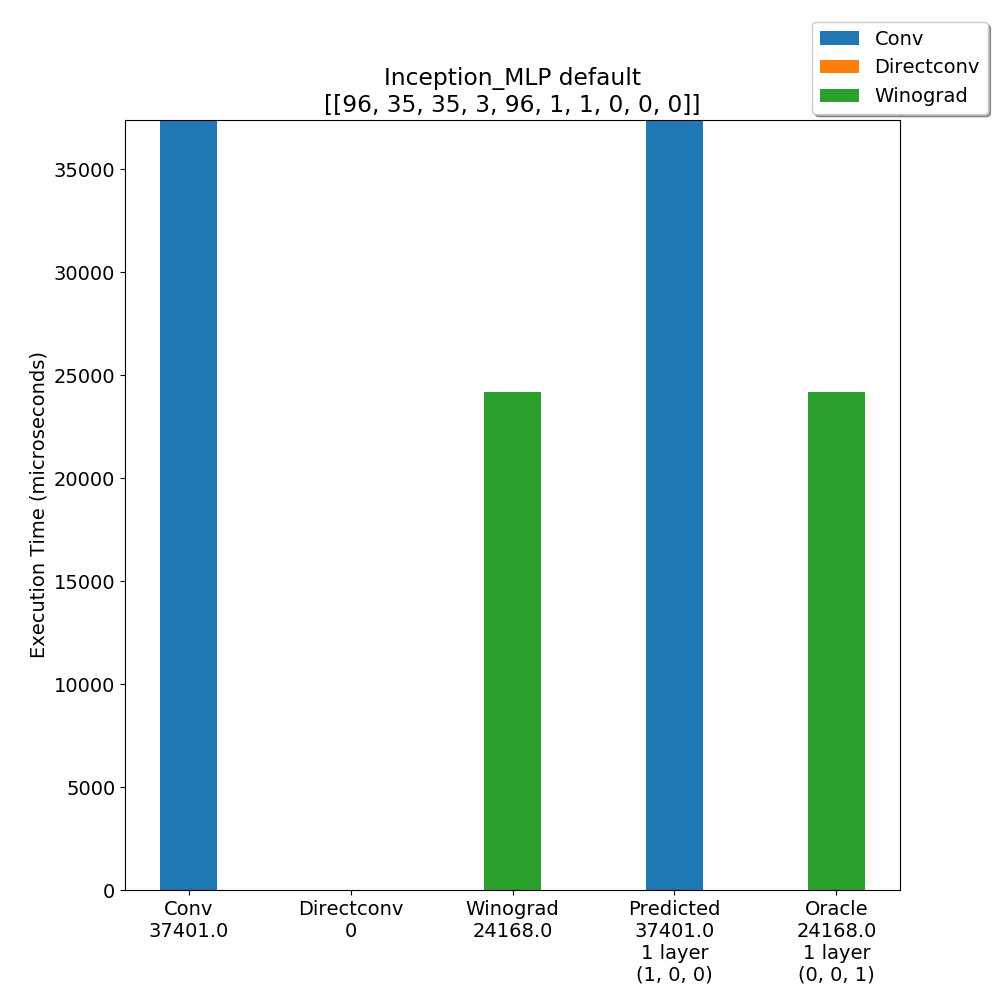 Conv
Directconv
Winograd
Inception_MLP default
[[96, 35, 35, 3, 96, 1, 1, 0, 0, 0]]
Execution Time (microseconds)
35000
30000
25000
20000
15000
10000
5000
0
Conv
37401.0
Directconv
0
Winograd
24168.0
Predicted
37401.0
1 layer
(1, 0, 0)
Oracle
24168.0
1 layer
(0, 0, 1)